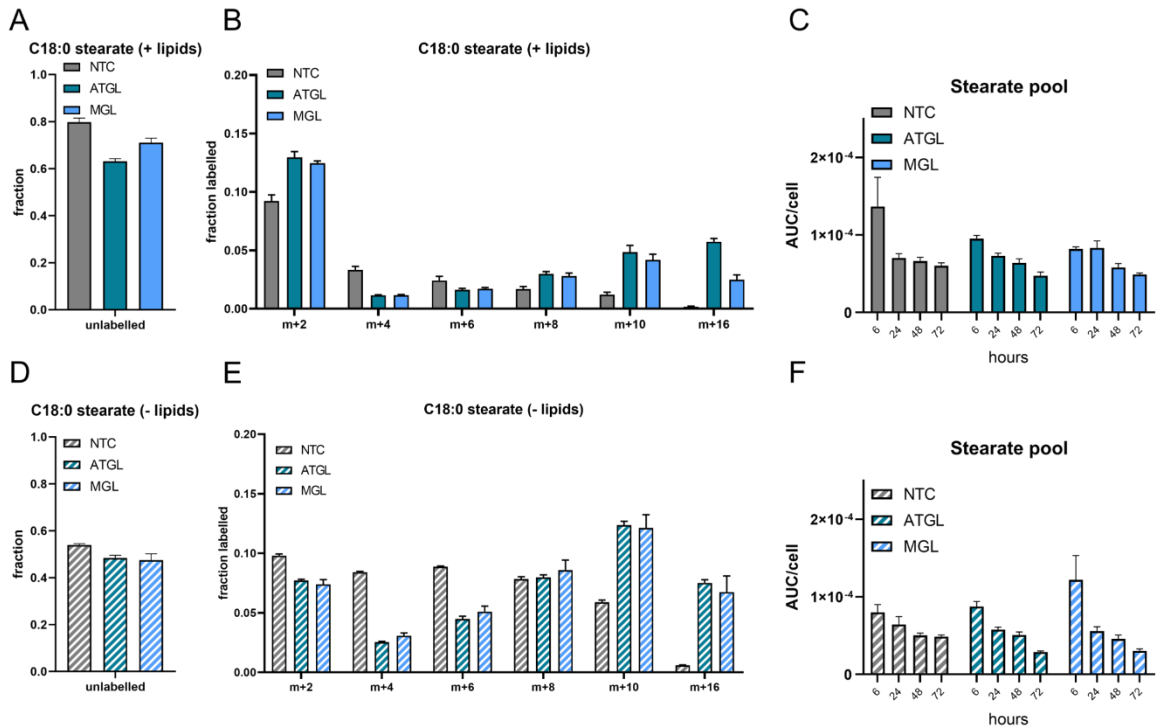 A
C18:0 stearate (+ lipids)
NTC
ATGL
MGL
fraction
1.0
0.8
0.6
0.4
0.2
0.0
unlabelled
B
C18:0 stearate (+ lipids)
NTC
ATGL
MGL
fraction labelled
0.20
0.15
0.10
0.05
0.00
m+2 m+4 m+6 m+8 m+10 m+16
C
Stearate pool
NTC
ATGL
MGL
AUC/cell
2×10-4
1×10-4
0
6 24 48 72 6 24 48 72 6 24 48 72
hours
D
C18:0 stearate (- lipids)
NTC
ATGL
MGL
fraction
1.0
0.8
0.6
0.4
0.2
0.0
unlabelled
E
C18:0 stearate (- lipids)
NTC
ATGL
MGL
fraction labelled
0.20
0.15
0.10
0.05
0.00
m+2 m+4 m+6 m+8 m+10 m+16
F
Stearate pool
NTC
ATGL
MGL
AUC/cell
2×10-4
1×10-4
0
6 24 48 72 6 24 48 72 6 24 48 72
hours